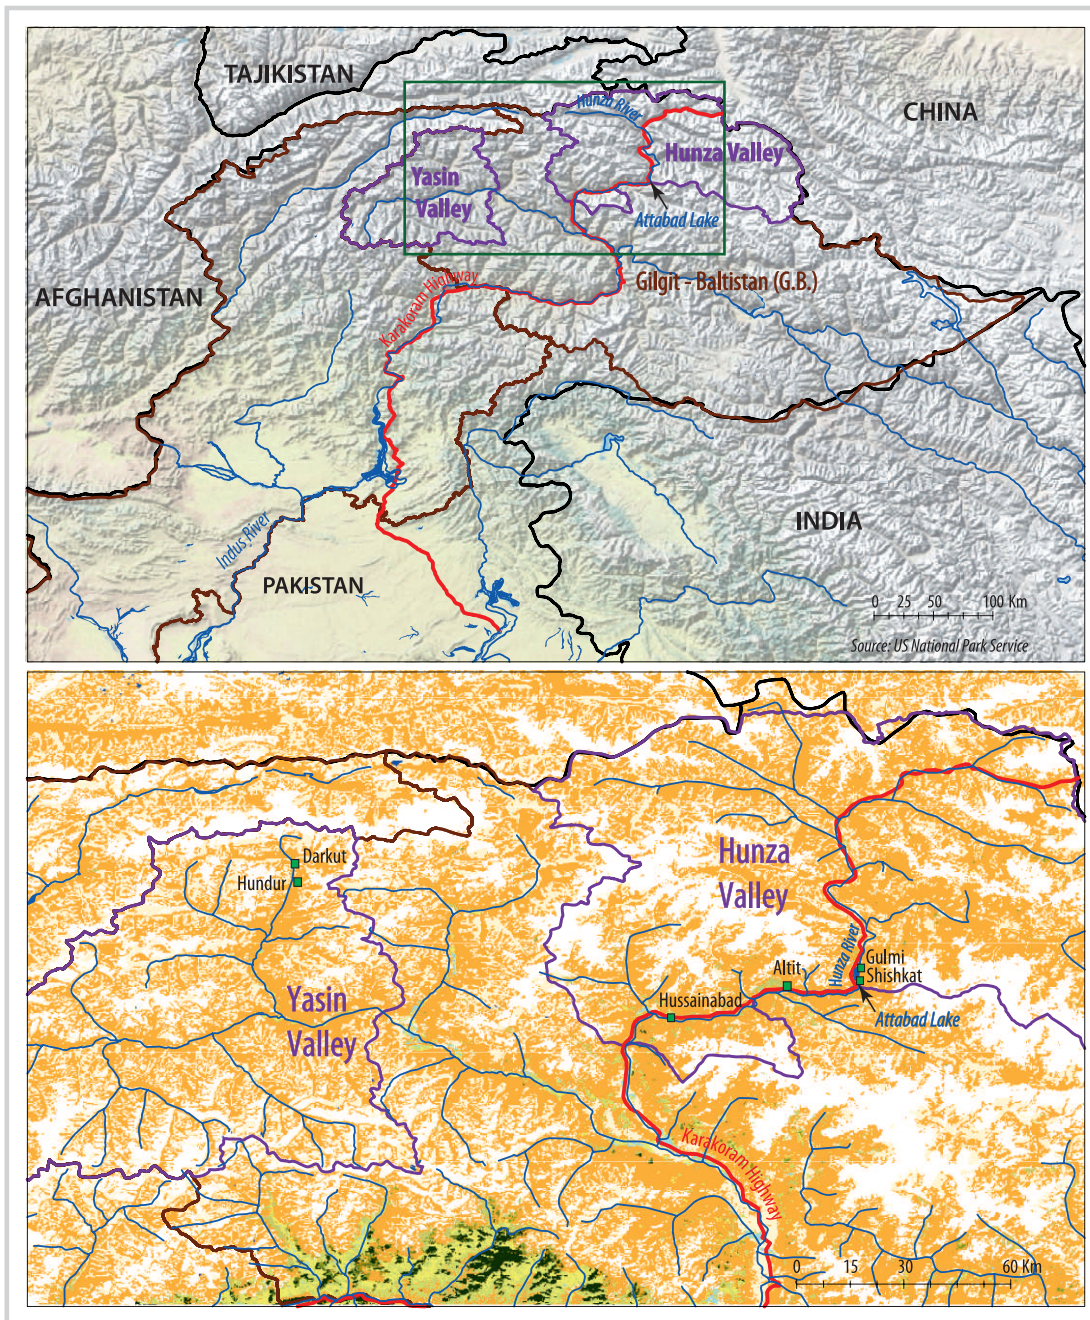 TAJIKISTAN
CHINA
Hunza River
Hunza Valley
Yasin
Valley
Attabad Lake
AFGHANISTAN
Gilgit - Baltistan (G.B.)
Karakoram Highway
INDIA
Indus River
PAKISTAN
0 25 50 100 Km
Source: US National Park Service
Darkut
Hundur
Hunza
Valley
Hunza River
Gulmi
Shishkat
Altit
Hussainabad
Attabad Lake
Yasin
Valley
Karakoram Highway
0 15 30 60 Km